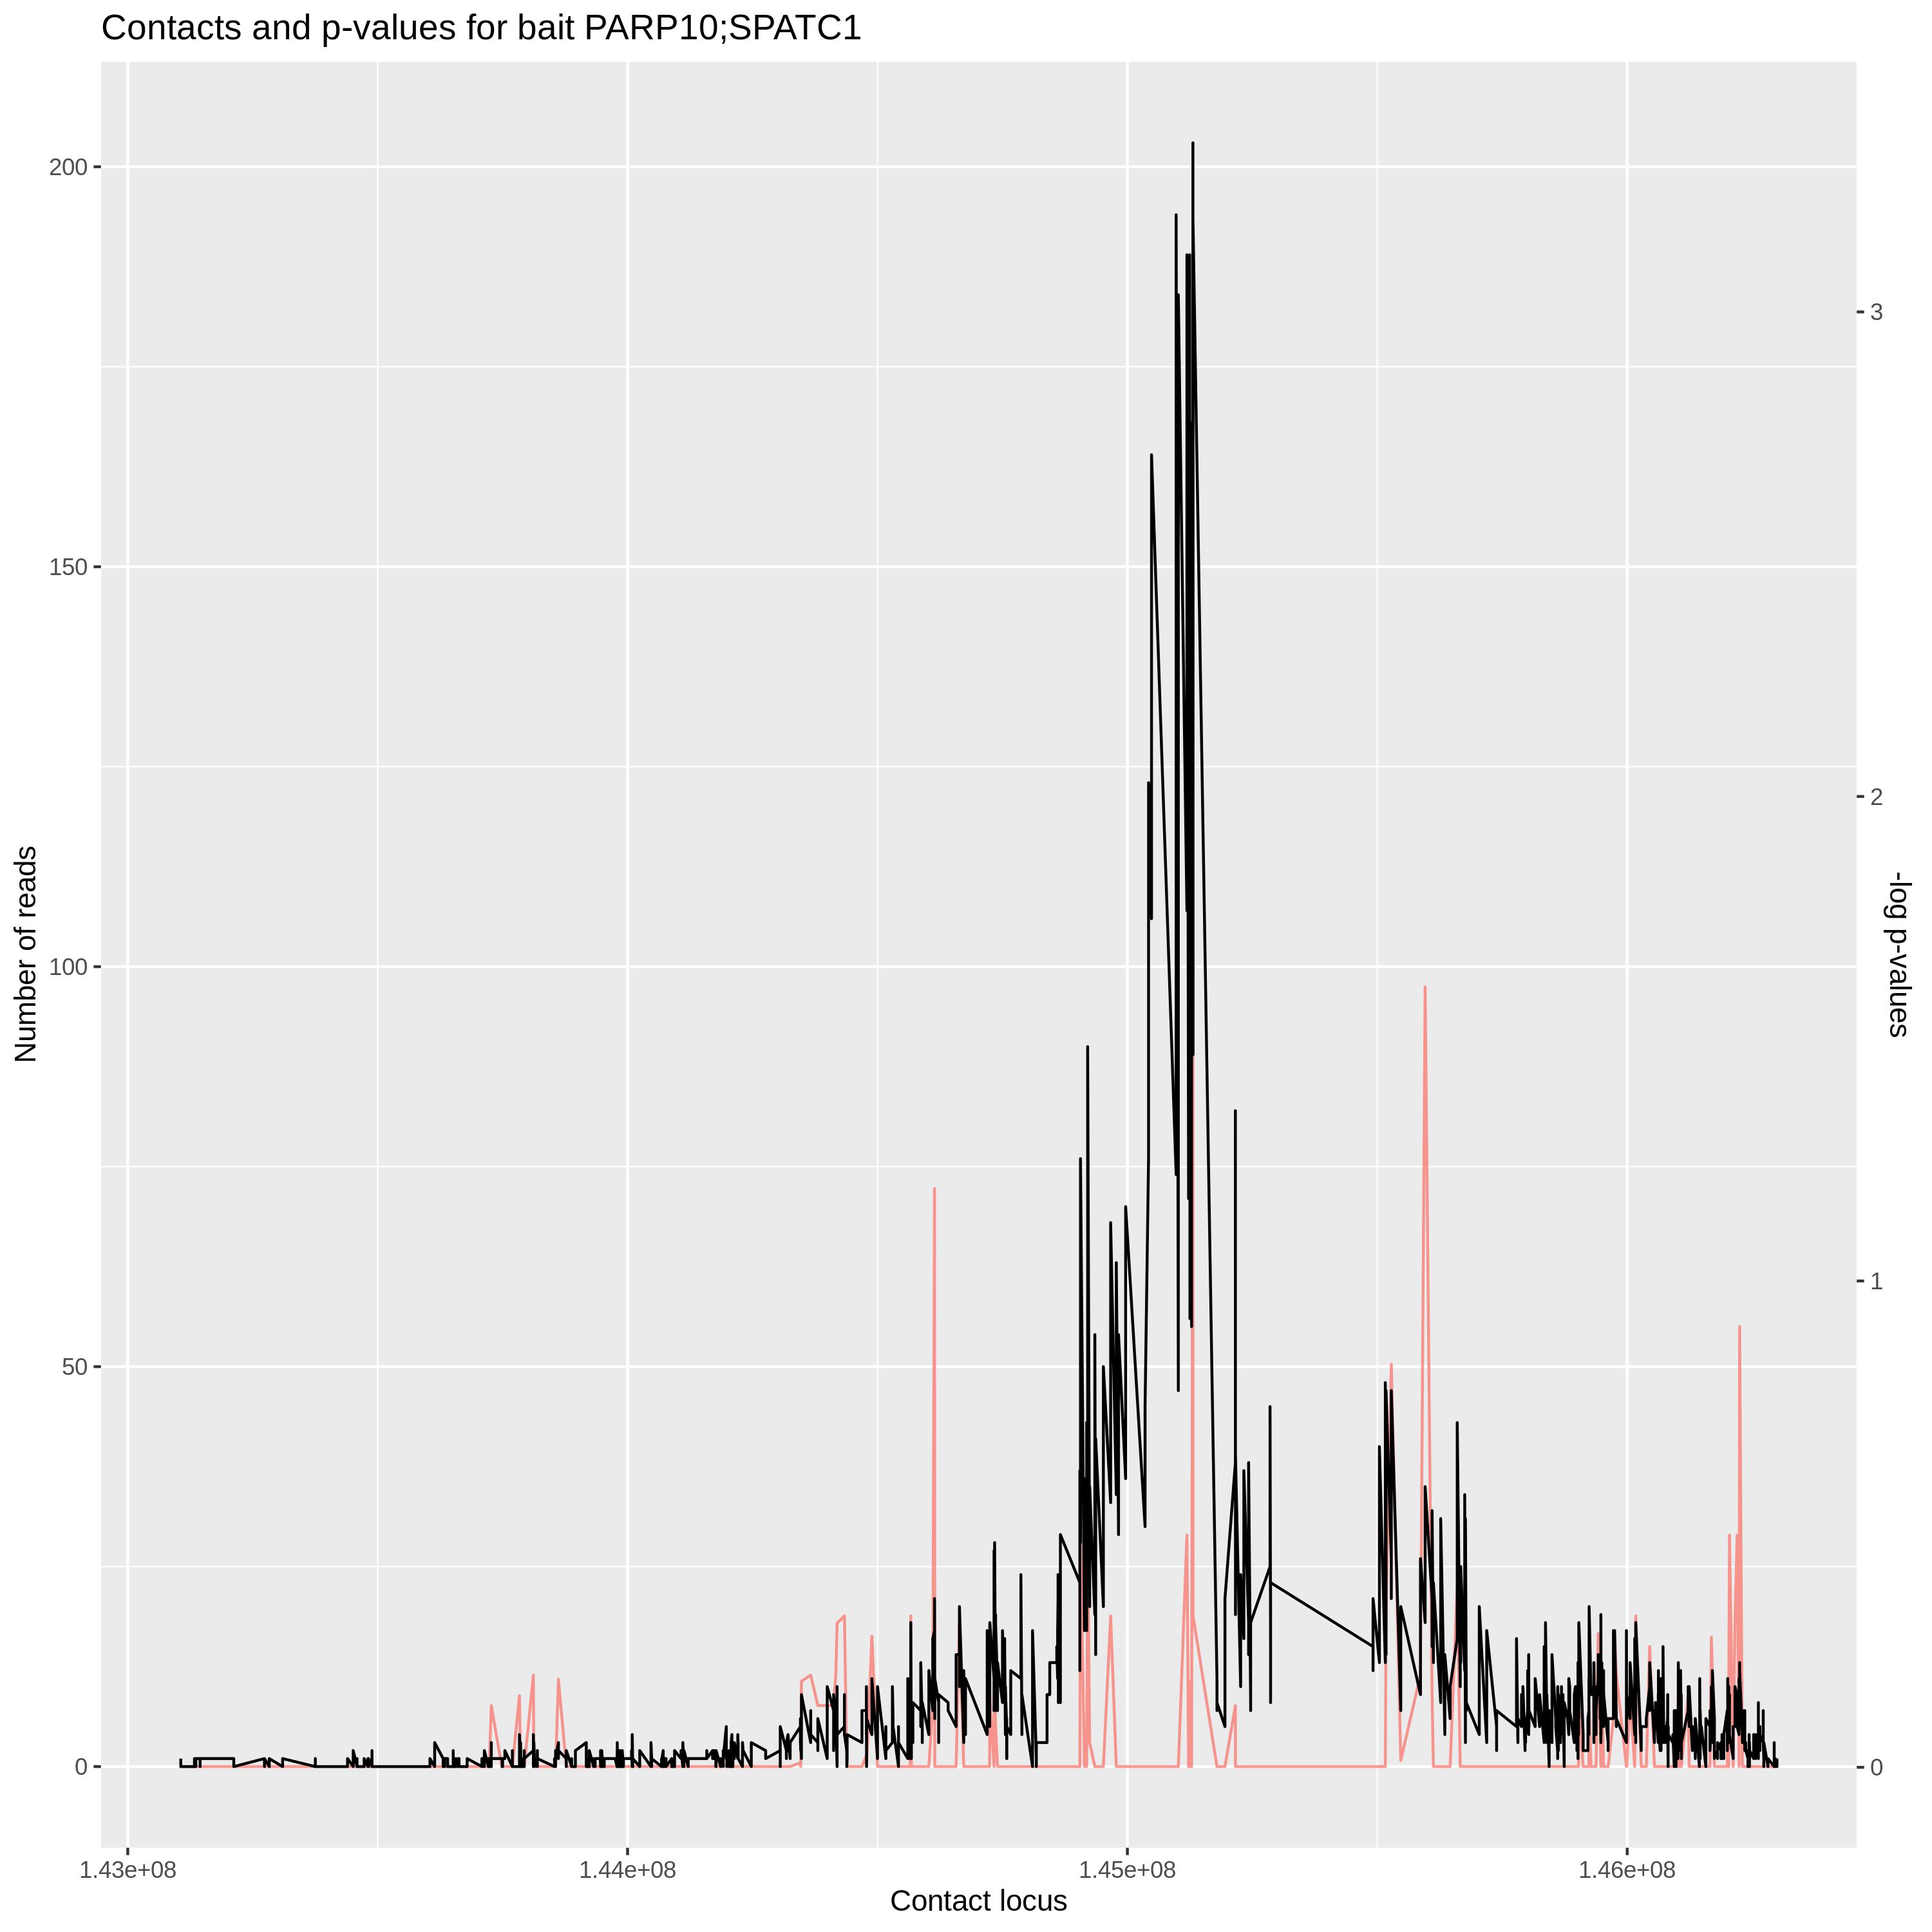 Contacts and p-values for bait PARP10;SPATC1
Number of reads
200
150
100
50
0
3
2
1
0
-log p-values
1.43e+08
1.44e+08
1.45e+08
1.46e+08
Contact locus